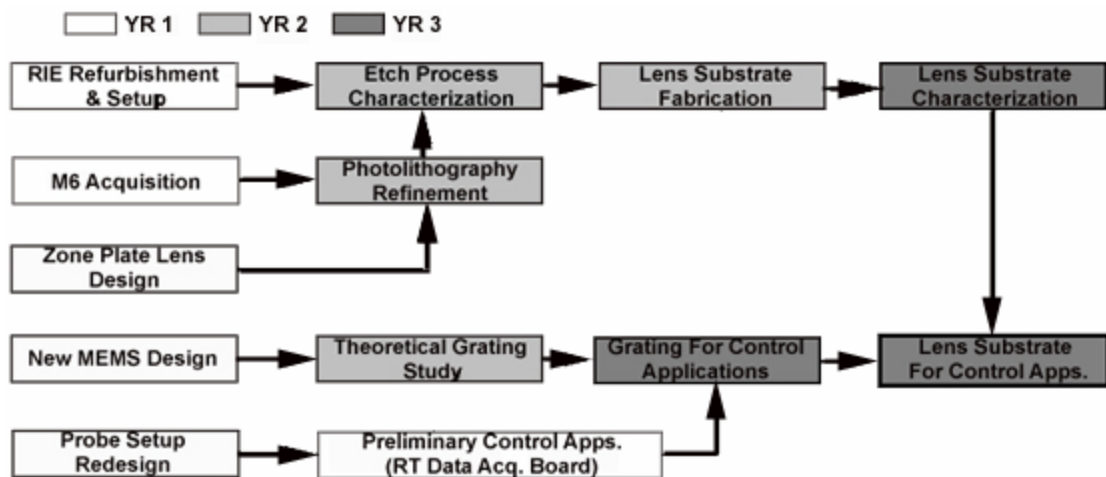 YR 1
YR 2
YR 3
RIE Refurbishment
& Setup
Etch Process
Characterization
Lens Substrate
Fabrication
Lens Substrate
Characterization
M6 Acquisition
Photolithography
Refinement
Zone Plate Lens
Design
New MEMS Design
Theoretical Grating
Study
Grating For Control
Applications
Lens Substrate
For Control Apps.
Probe Setup
Redesign
Preliminary Control Apps.
(RT Data Acq. Board)